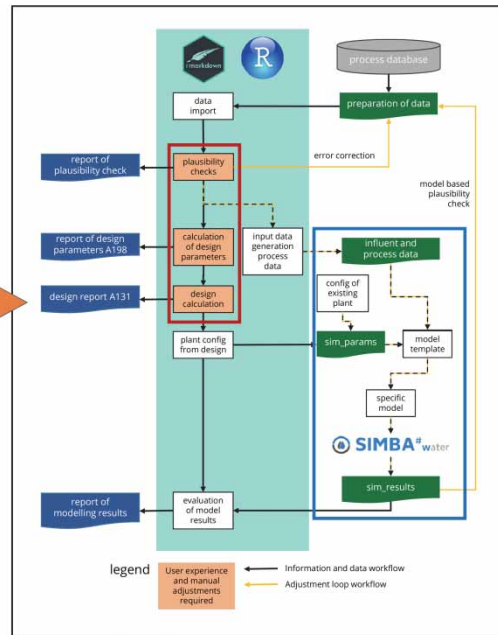 rmarkdown
R
process database
data
import
preparation of data
error correction
report of
plausibility check
plausibility
checks
model based
plausibility
check
report of design
parameters A198
calculation
of design
parameters
input data
generation
process
data
influent and
process data
design report A131
design
calculation
config of
existing
plant
plant config
from design
sim_params
model
template
specific
model
SIMBA# water
sim_results
report of
modelling results
evaluation
of model
results
legend
User experience
and manual
adjustments
required
Information and data workflow
Adjustment loop workflow